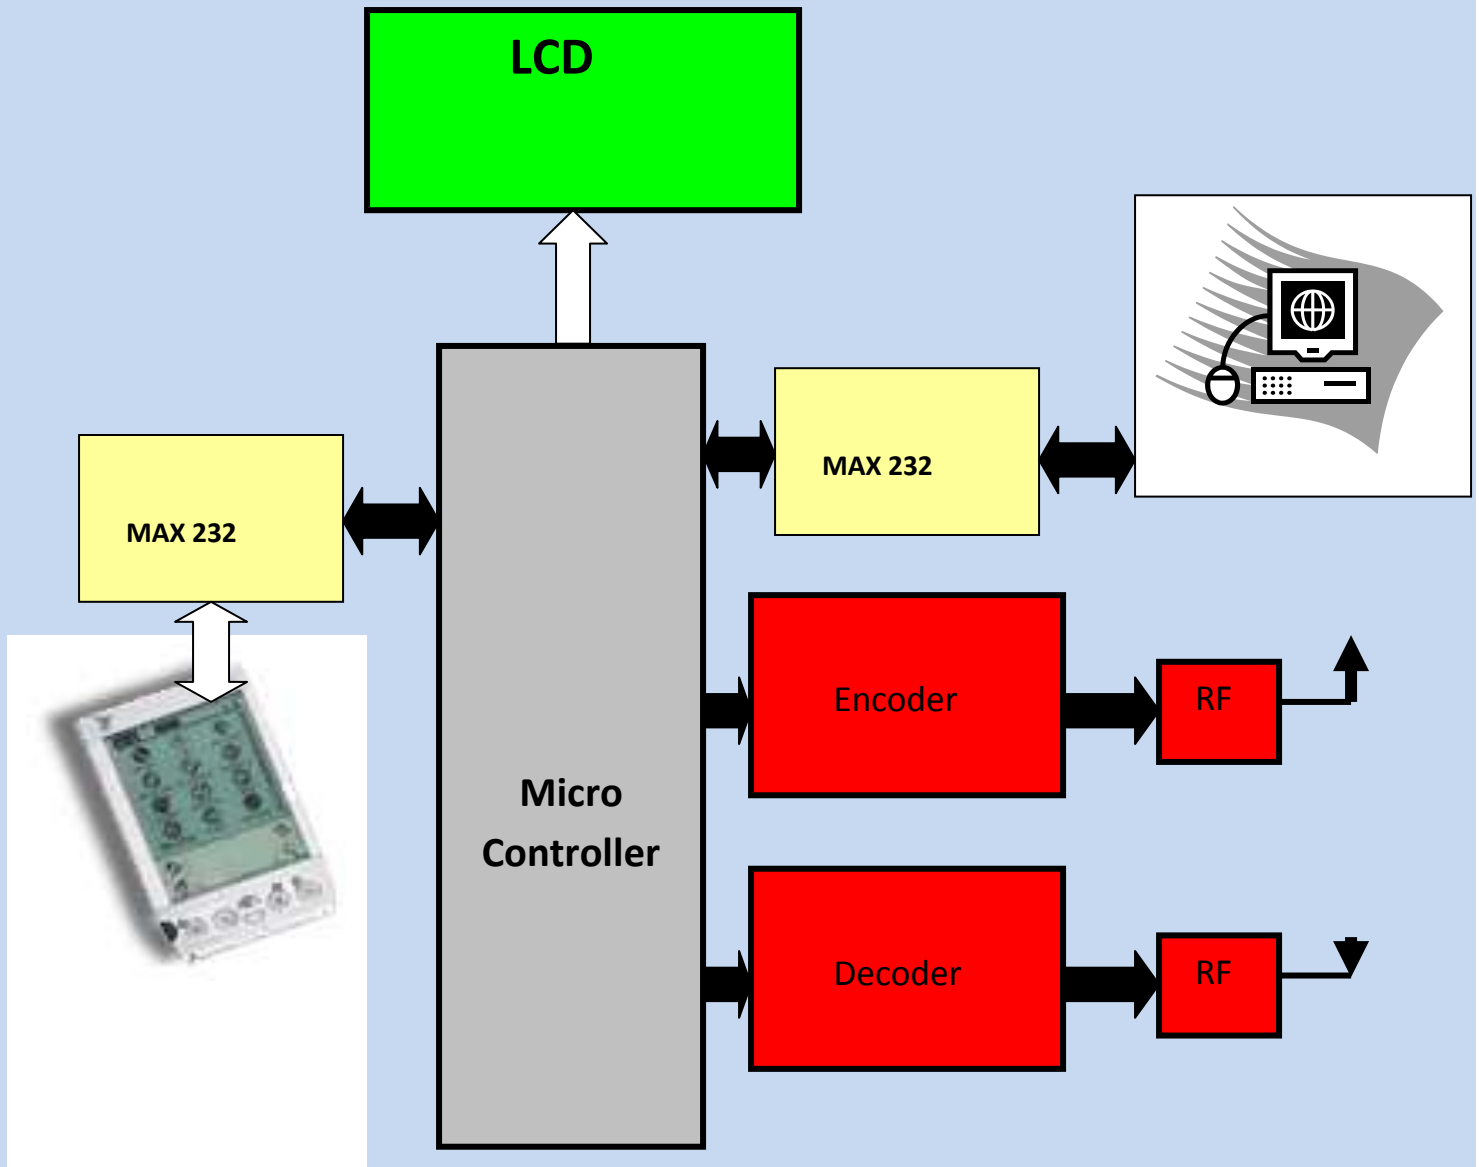 LCD
MAX 232
MAX 232
Encoder
RF
Micro
Controller
Decoder
RF